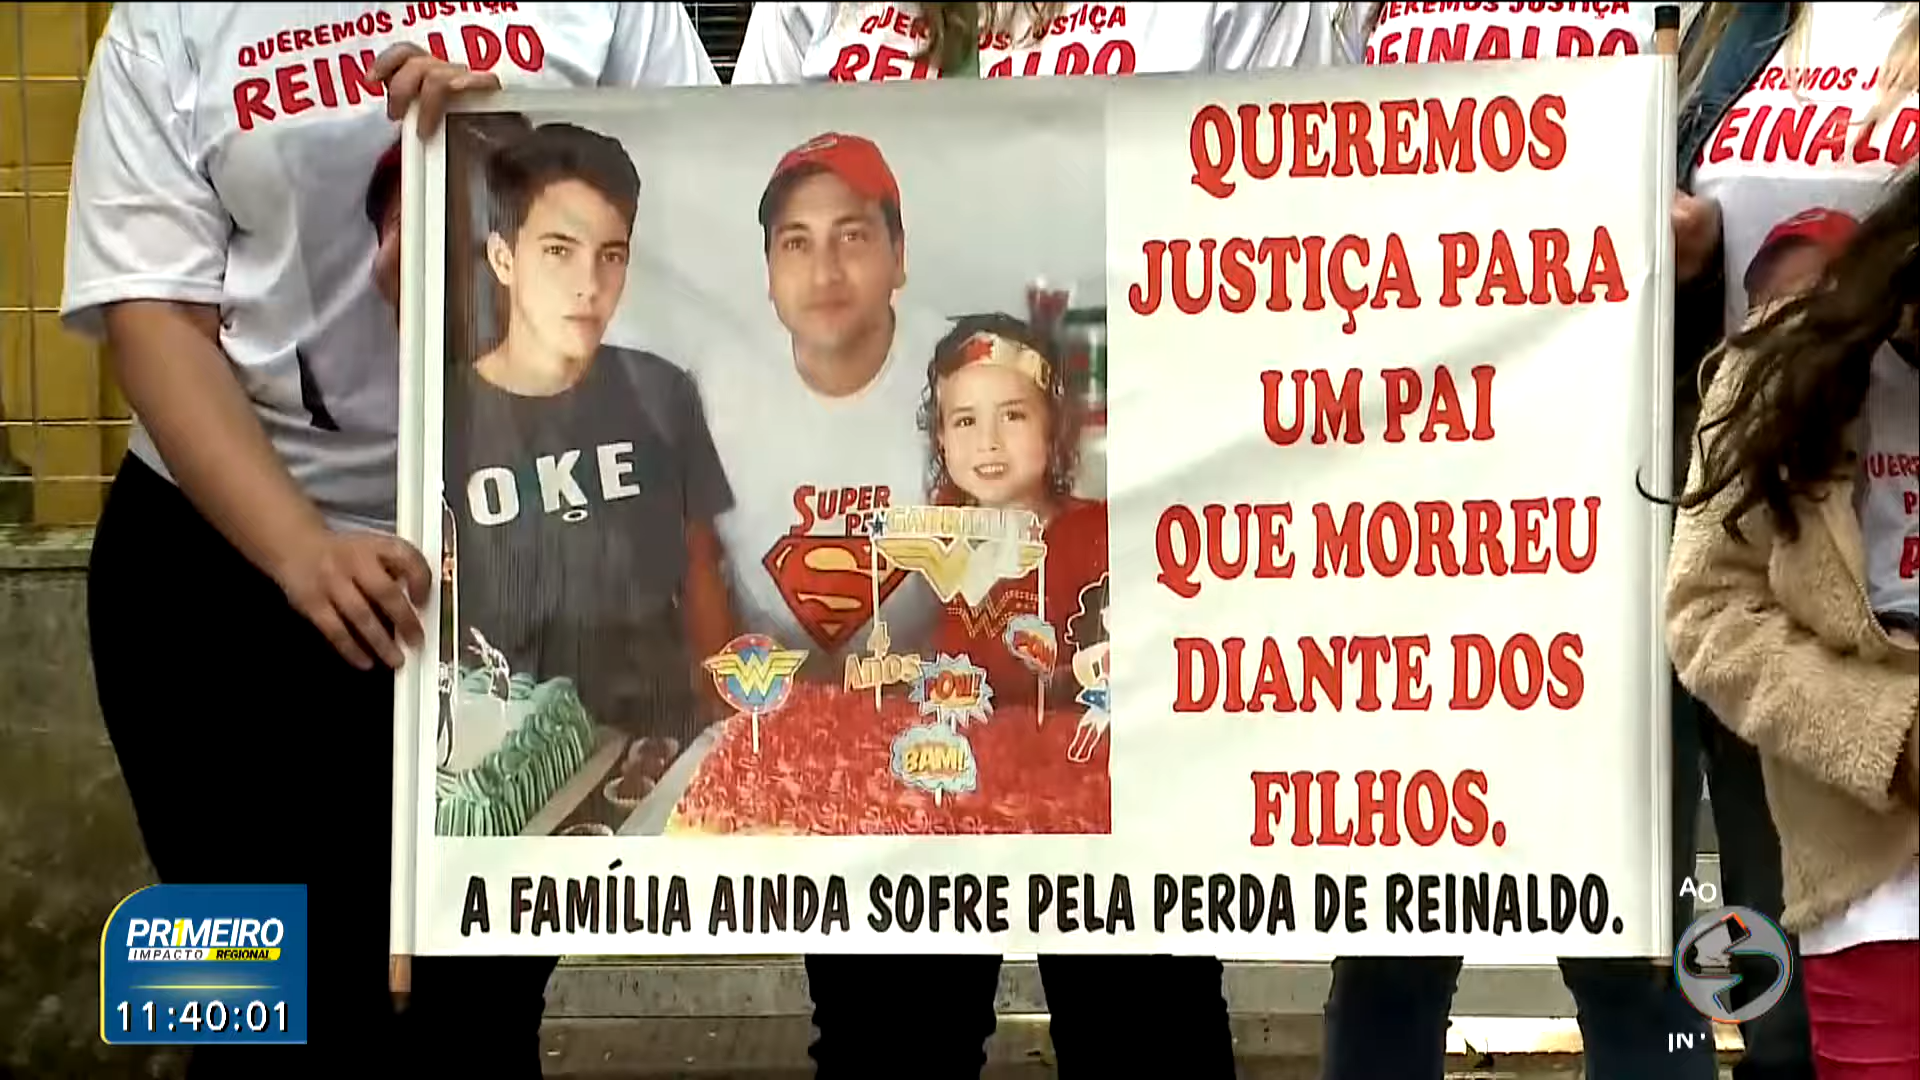 QUEREMOS JUSTIÇA
REINALDO
QUEREMOS
JUSTIÇA PARA
UM PAI
QUE MORREU
DIANTE DOS
FILHOS.
A FAMÍLIA AINDA SOFRE PELA PERDA DE REINALDO.
OKE
SUPER
4
ANOS
POW!
BAM!
W
PR1MEIRO
IMPACTO REGIONAL
11:40:01
AO